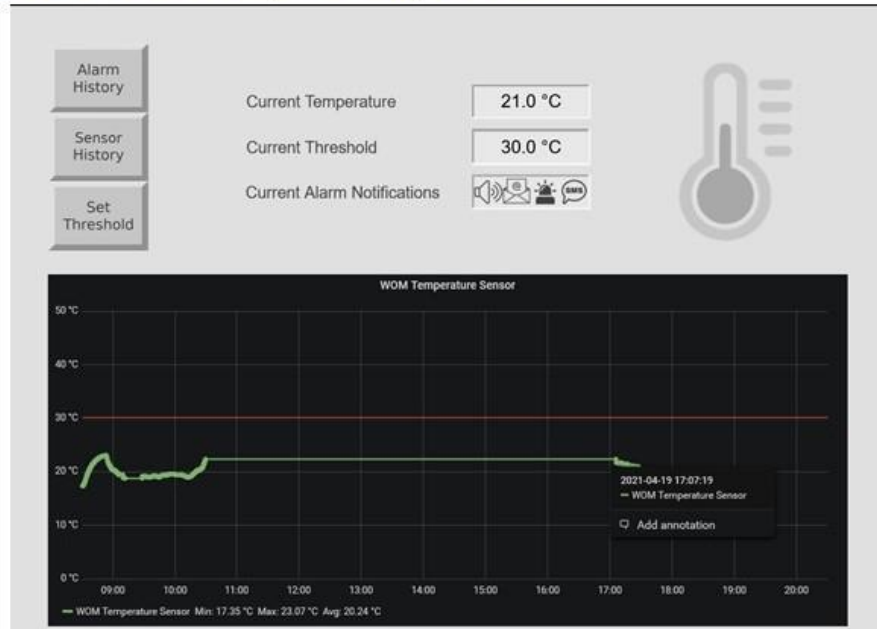 Alarm
History
Sensor
History
Set
Threshold
Current Temperature 21.0 °C
Current Threshold 30.0 °C
Current Alarm Notifications @ SMS
WOM Temperature Sensor
50 °C
40 °C
30 °C
20 °C
10 °C
0 °C
2021-04-19 17:07:19
WOM Temperature Sensor
Add annotation
09:00 10:00 11:00 12:00 13:00 14:00 15:00 16:00 17:00 18:00 19:00 20:00
WOM Temperature Sensor Min: 17.35 °C Max: 23.07 °C Avg: 20.24 °C